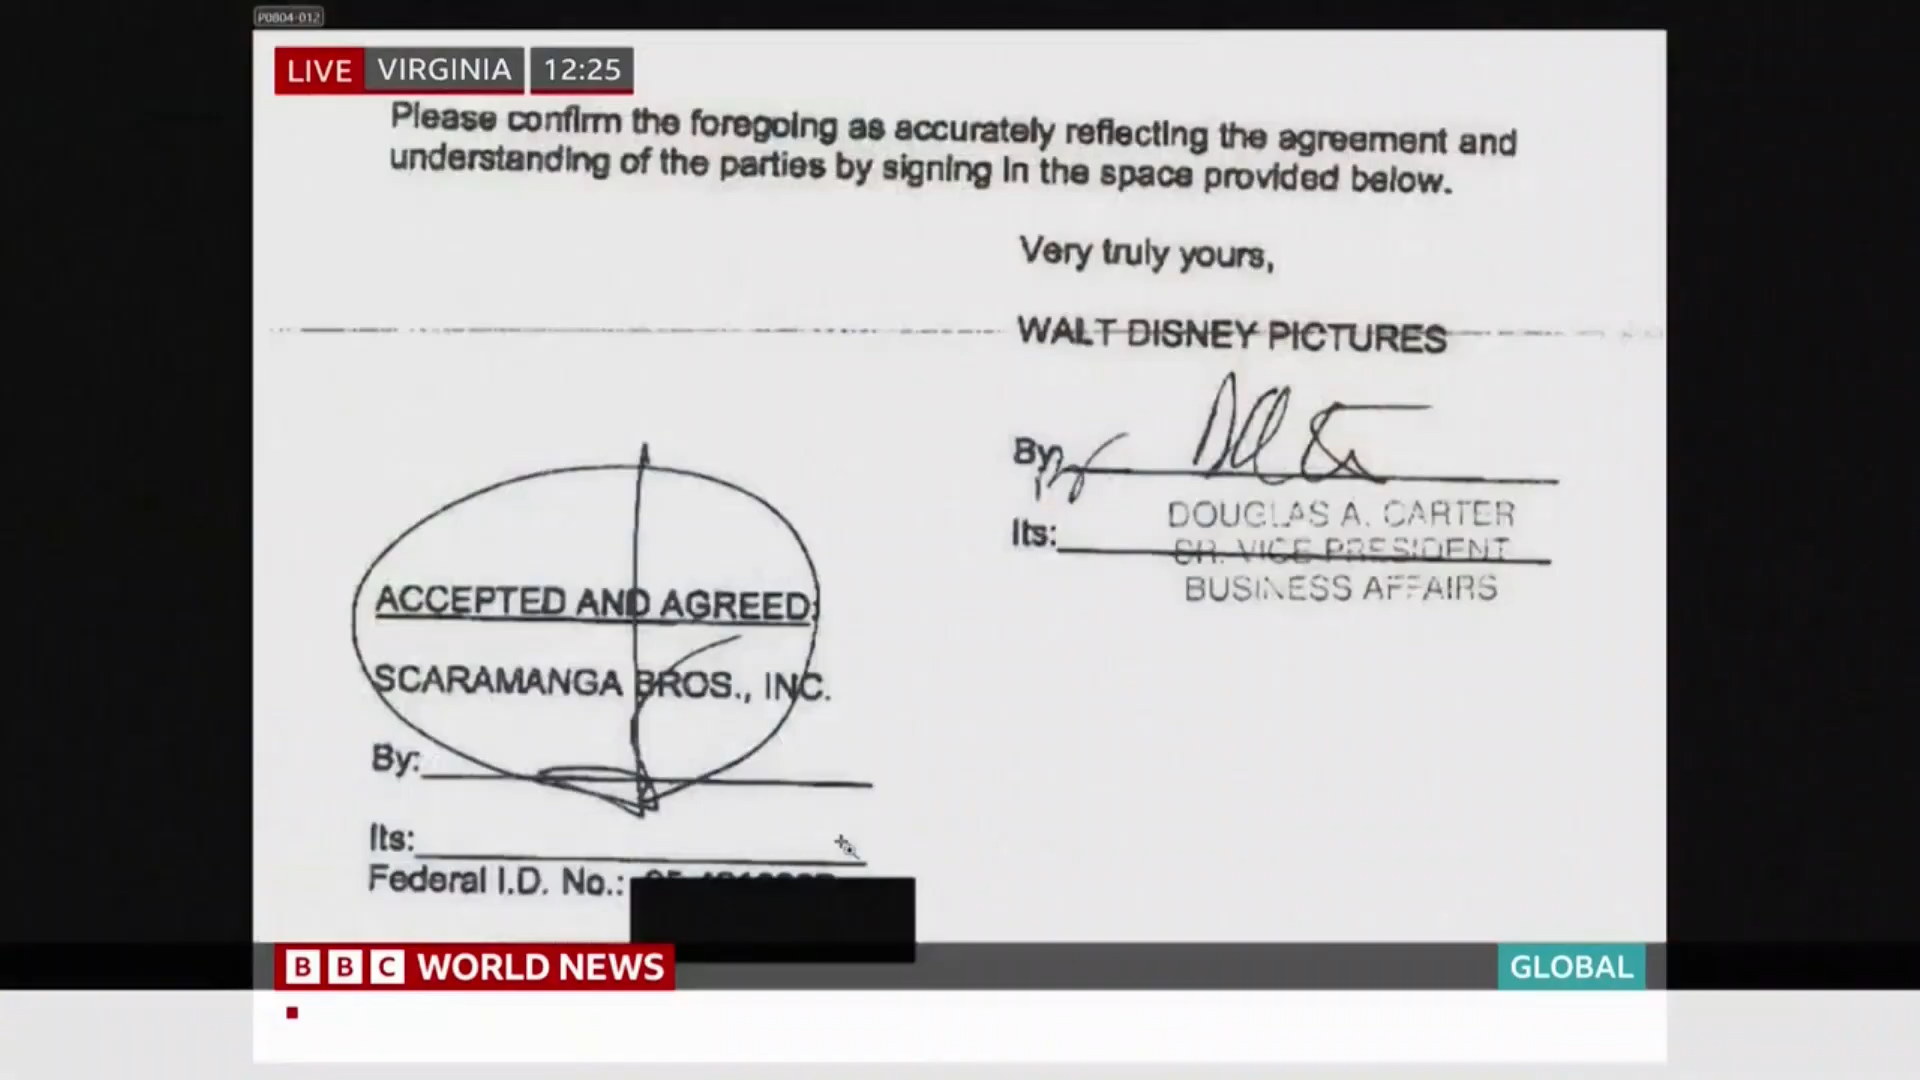 P0804-012
LIVE VIRGINIA 12:25
Please confirm the foregoing as accurately reflecting the agreement and
understanding of the parties by signing in the space provided below.
Very truly yours,
WALT DISNEY PICTURES
By
Its:
DOUGLAS A. CARTER
SR. VICE PRESIDENT
BUSINESS AFFAIRS
ACCEPTED AND AGREED:
SCARAMANGA BROS., INC.
By:
Its:
Federal I.D. No.:
BBC WORLD NEWS
GLOBAL